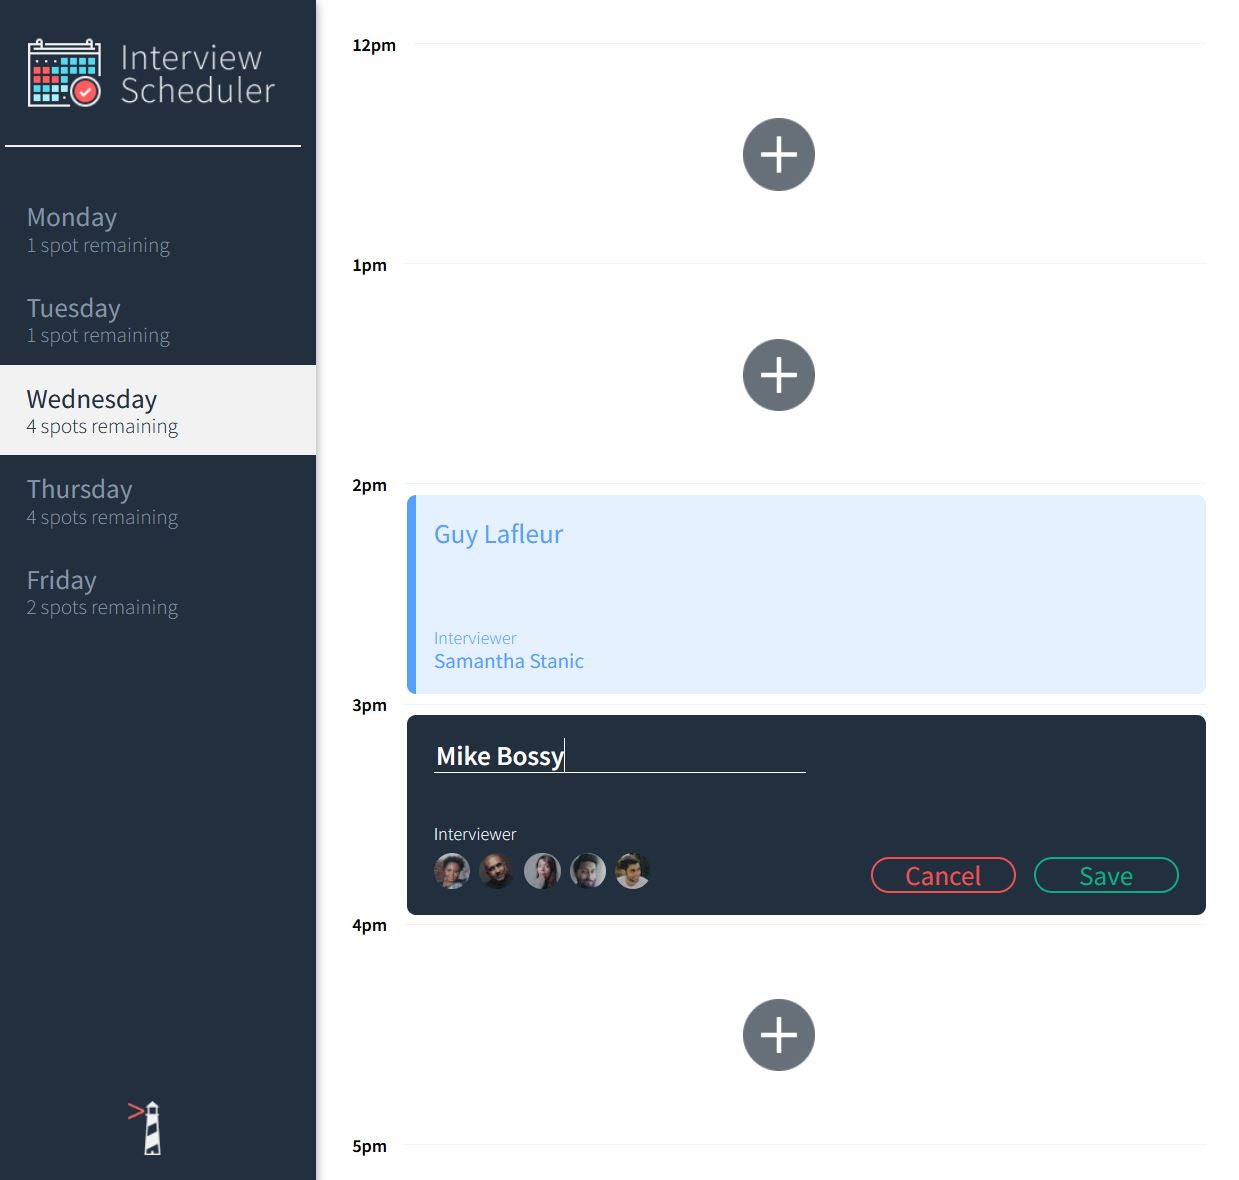 Interview
Scheduler
Monday
1 spot remaining
Tuesday
1 spot remaining
Wednesday
4 spots remaining
Thursday
4 spots remaining
Friday
2 spots remaining
>
12pm
1pm
2pm
Guy Lafleur
Interviewer
Samantha Stanic
3pm
Mike Bossy
Interviewer
Cancel Save
4pm
5pm